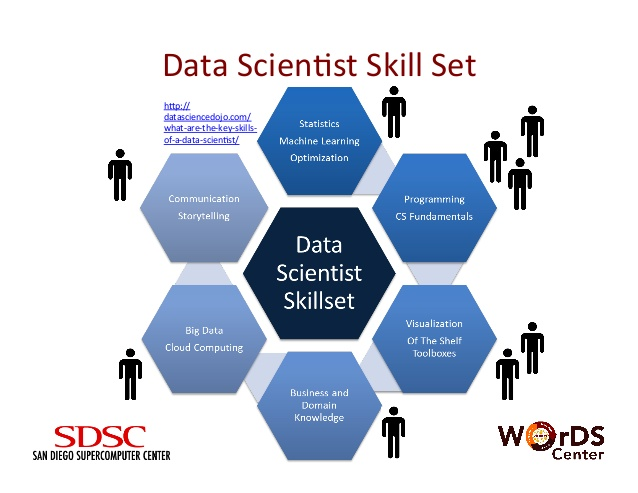 Data Scientist Skill Set
http://
datasciencedojo.com/
what-are-the-key-skills-
of-a-data-scientist/
Statistics
Machine Learning
Optimization
Communication
Storytelling
Programming
CS Fundamentals
Data
Scientist
Skillset
Big Data
Cloud Computing
Visualization
Of The Shelf
Toolboxes
Business and
Domain
Knowledge
SDSC
SAN DIEGO SUPERCOMPUTER CENTER
WOrDS
Center